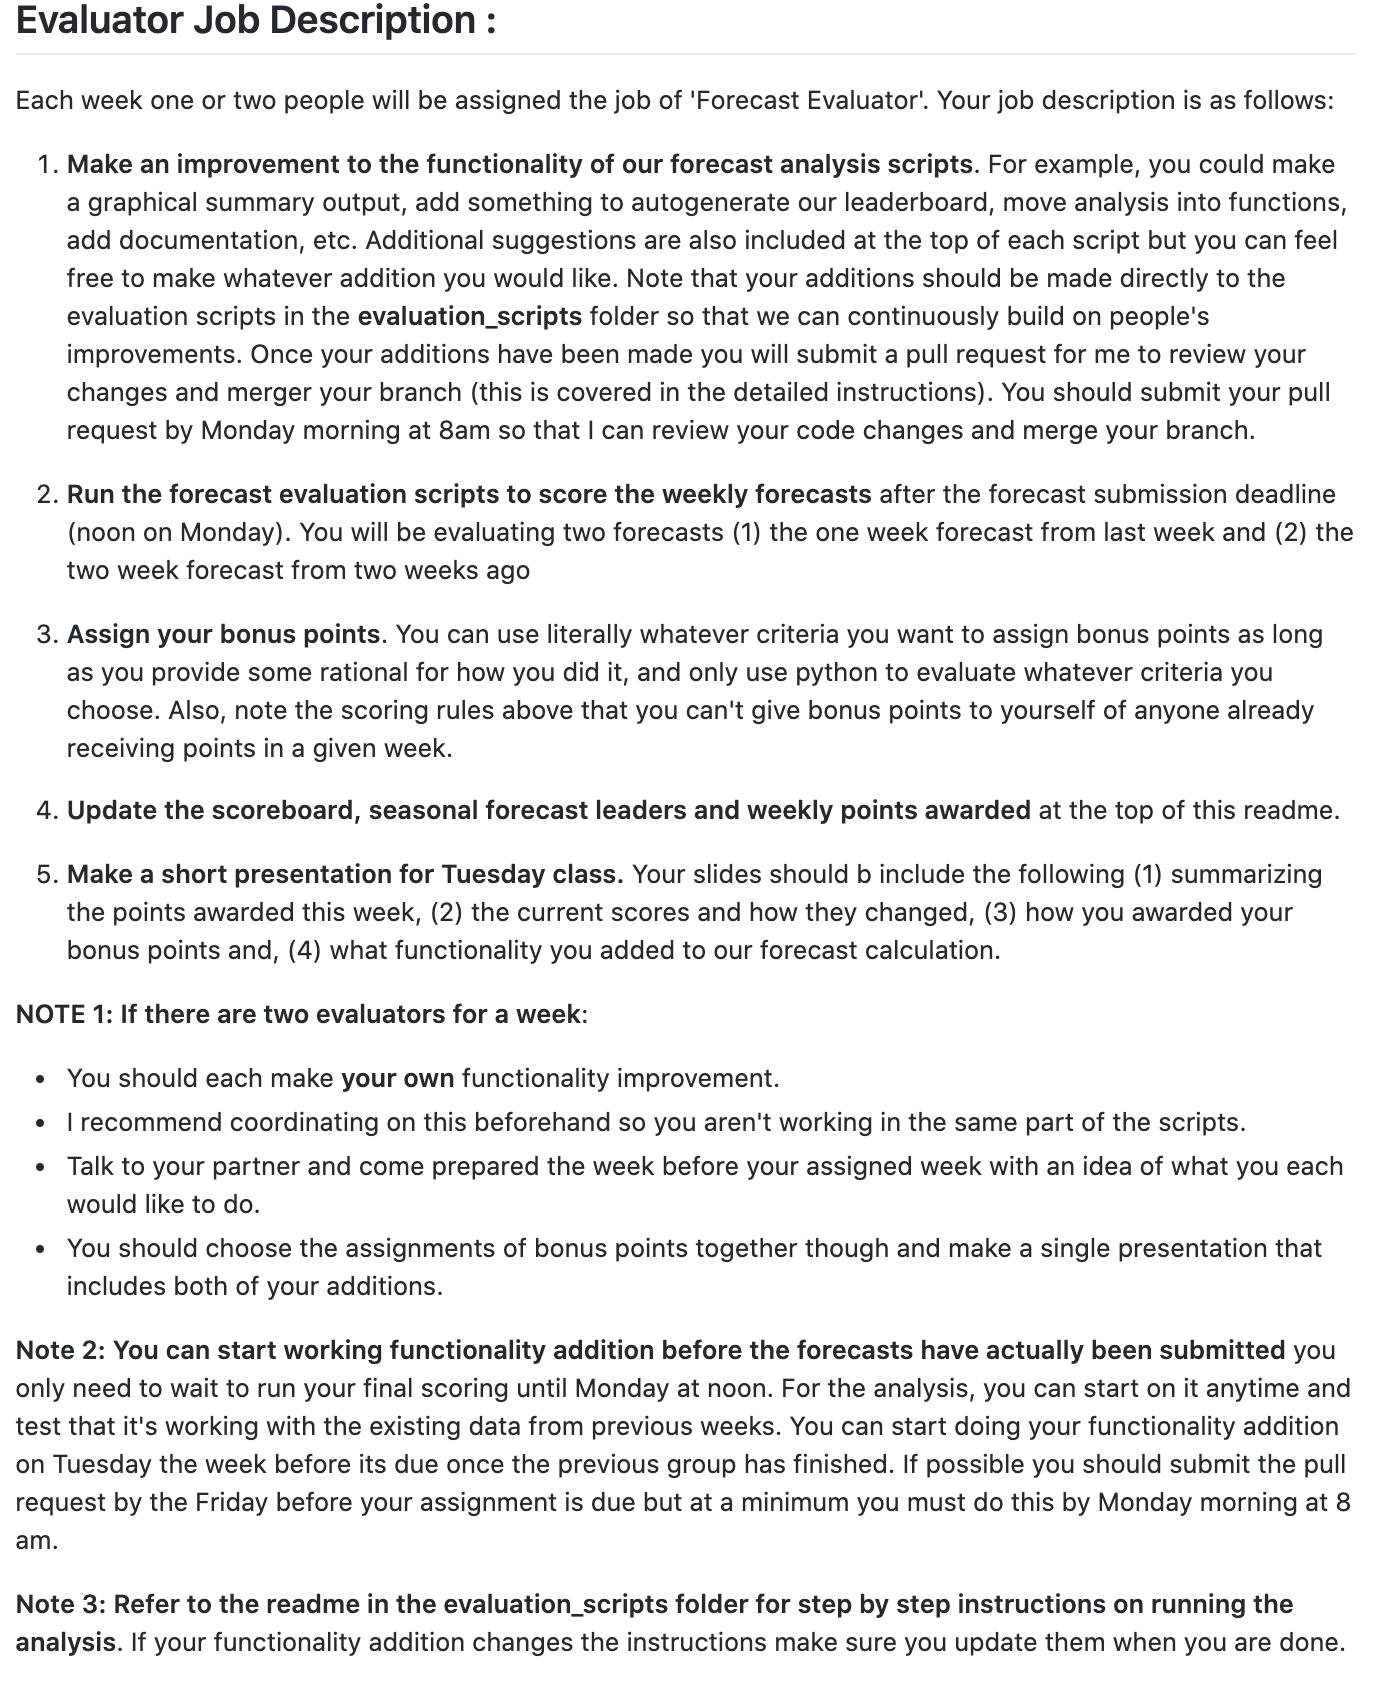 Evaluator Job Description :
Each week one or two people will be assigned the job of 'Forecast Evaluator'. Your job description is as follows:
1. Make an improvement to the functionality of our forecast analysis scripts. For example, you could make
a graphical summary output, add something to autogenerate our leaderboard, move analysis into functions,
add documentation, etc. Additional suggestions are also included at the top of each script but you can feel
free to make whatever addition you would like. Note that your additions should be made directly to the
evaluation scripts in the evaluation_scripts folder so that we can continuously build on people's
improvements. Once your additions have been made you will submit a pull request for me to review your
changes and merger your branch (this is covered in the detailed instructions). You should submit your pull
request by Monday morning at 8am so that I can review your code changes and merge your branch.
2. Run the forecast evaluation scripts to score the weekly forecasts after the forecast submission deadline
(noon on Monday). You will be evaluating two forecasts (1) the one week forecast from last week and (2) the
two week forecast from two weeks ago
3. Assign your bonus points. You can use literally whatever criteria you want to assign bonus points as long
as you provide some rational for how you did it, and only use python to evaluate whatever criteria you
choose. Also, note the scoring rules above that you can't give bonus points to yourself of anyone already
receiving points in a given week.
4. Update the scoreboard, seasonal forecast leaders and weekly points awarded at the top of this readme.
5. Make a short presentation for Tuesday class. Your slides should b include the following (1) summarizing
the points awarded this week, (2) the current scores and how they changed, (3) how you awarded your
bonus points and, (4) what functionality you added to our forecast calculation.
NOTE 1: If there are two evaluators for a week:
• You should each make your own functionality improvement.
• I recommend coordinating on this beforehand so you aren't working in the same part of the scripts.
• Talk to your partner and come prepared the week before your assigned week with an idea of what you each
would like to do.
• You should choose the assignments of bonus points together though and make a single presentation that
includes both of your additions.
Note 2: You can start working functionality addition before the forecasts have actually been submitted you
only need to wait to run your final scoring until Monday at noon. For the analysis, you can start on it anytime and
test that it's working with the existing data from previous weeks. You can start doing your functionality addition
on Tuesday the week before its due once the previous group has finished. If possible you should submit the pull
request by the Friday before your assignment is due but at a minimum you must do this by Monday morning at 8
am.
Note 3: Refer to the readme in the evaluation_scripts folder for step by step instructions on running the
analysis. If your functionality addition changes the instructions make sure you update them when you are done.